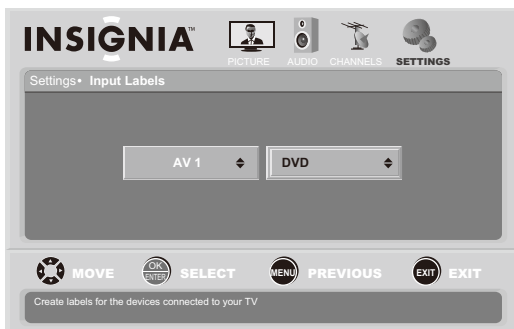 INSIGNIA™
PICTURE AUDIO CHANNELS SETTINGS
Settings• Input Labels
AV 1 DVD
MOVE OK ENTER SELECT MENU PREVIOUS EXIT EXIT
Create labels for the devices connected to your TV